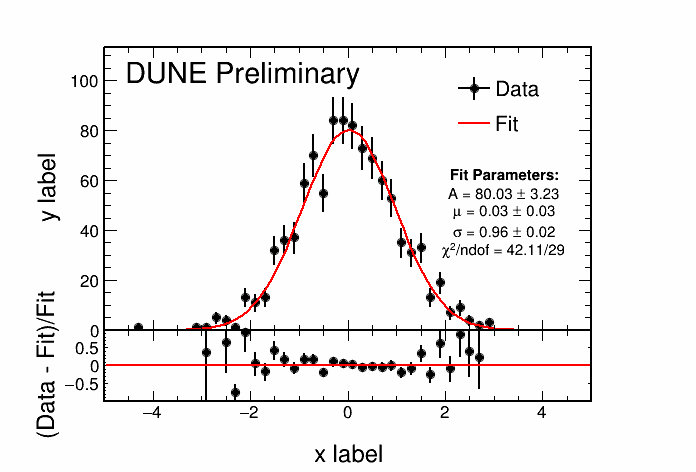 DUNE Preliminary
Data
Fit
Fit Parameters:
A = 80.03 ± 3.23
μ = 0.03 ± 0.03
σ = 0.96 ± 0.02
χ²/ndof = 42.11/29
y label
100
80
60
40
20
0
(Data - Fit)/Fit
0.5
0
−0.5
−4
−2
0
2
4
x label